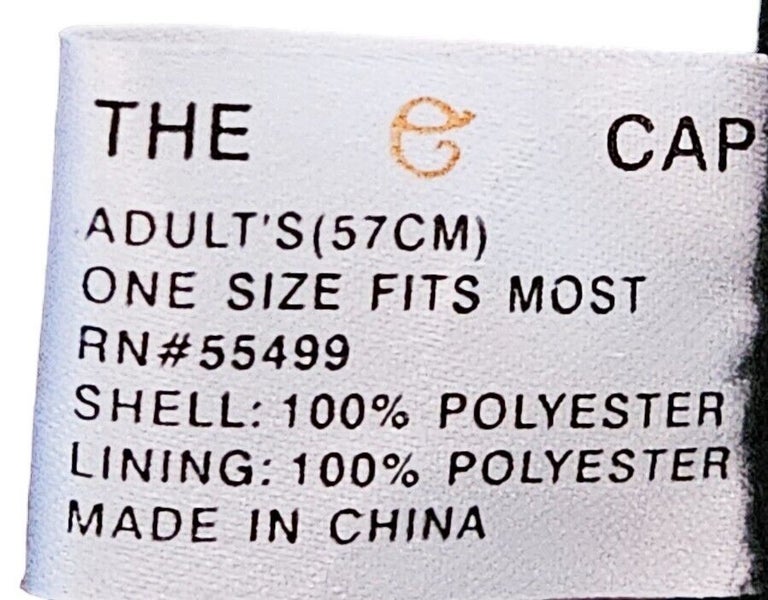 THE e CAP
ADULT'S(57CM)
ONE SIZE FITS MOST
RN#55499
SHELL: 100% POLYESTER
LINING: 100% POLYESTER
MADE IN CHINA